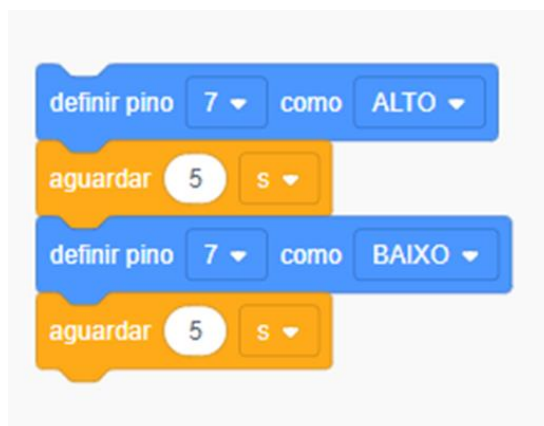 definir pino 7 como ALTO
aguardar 5 s
definir pino 7 como BAIXO
aguardar 5 s